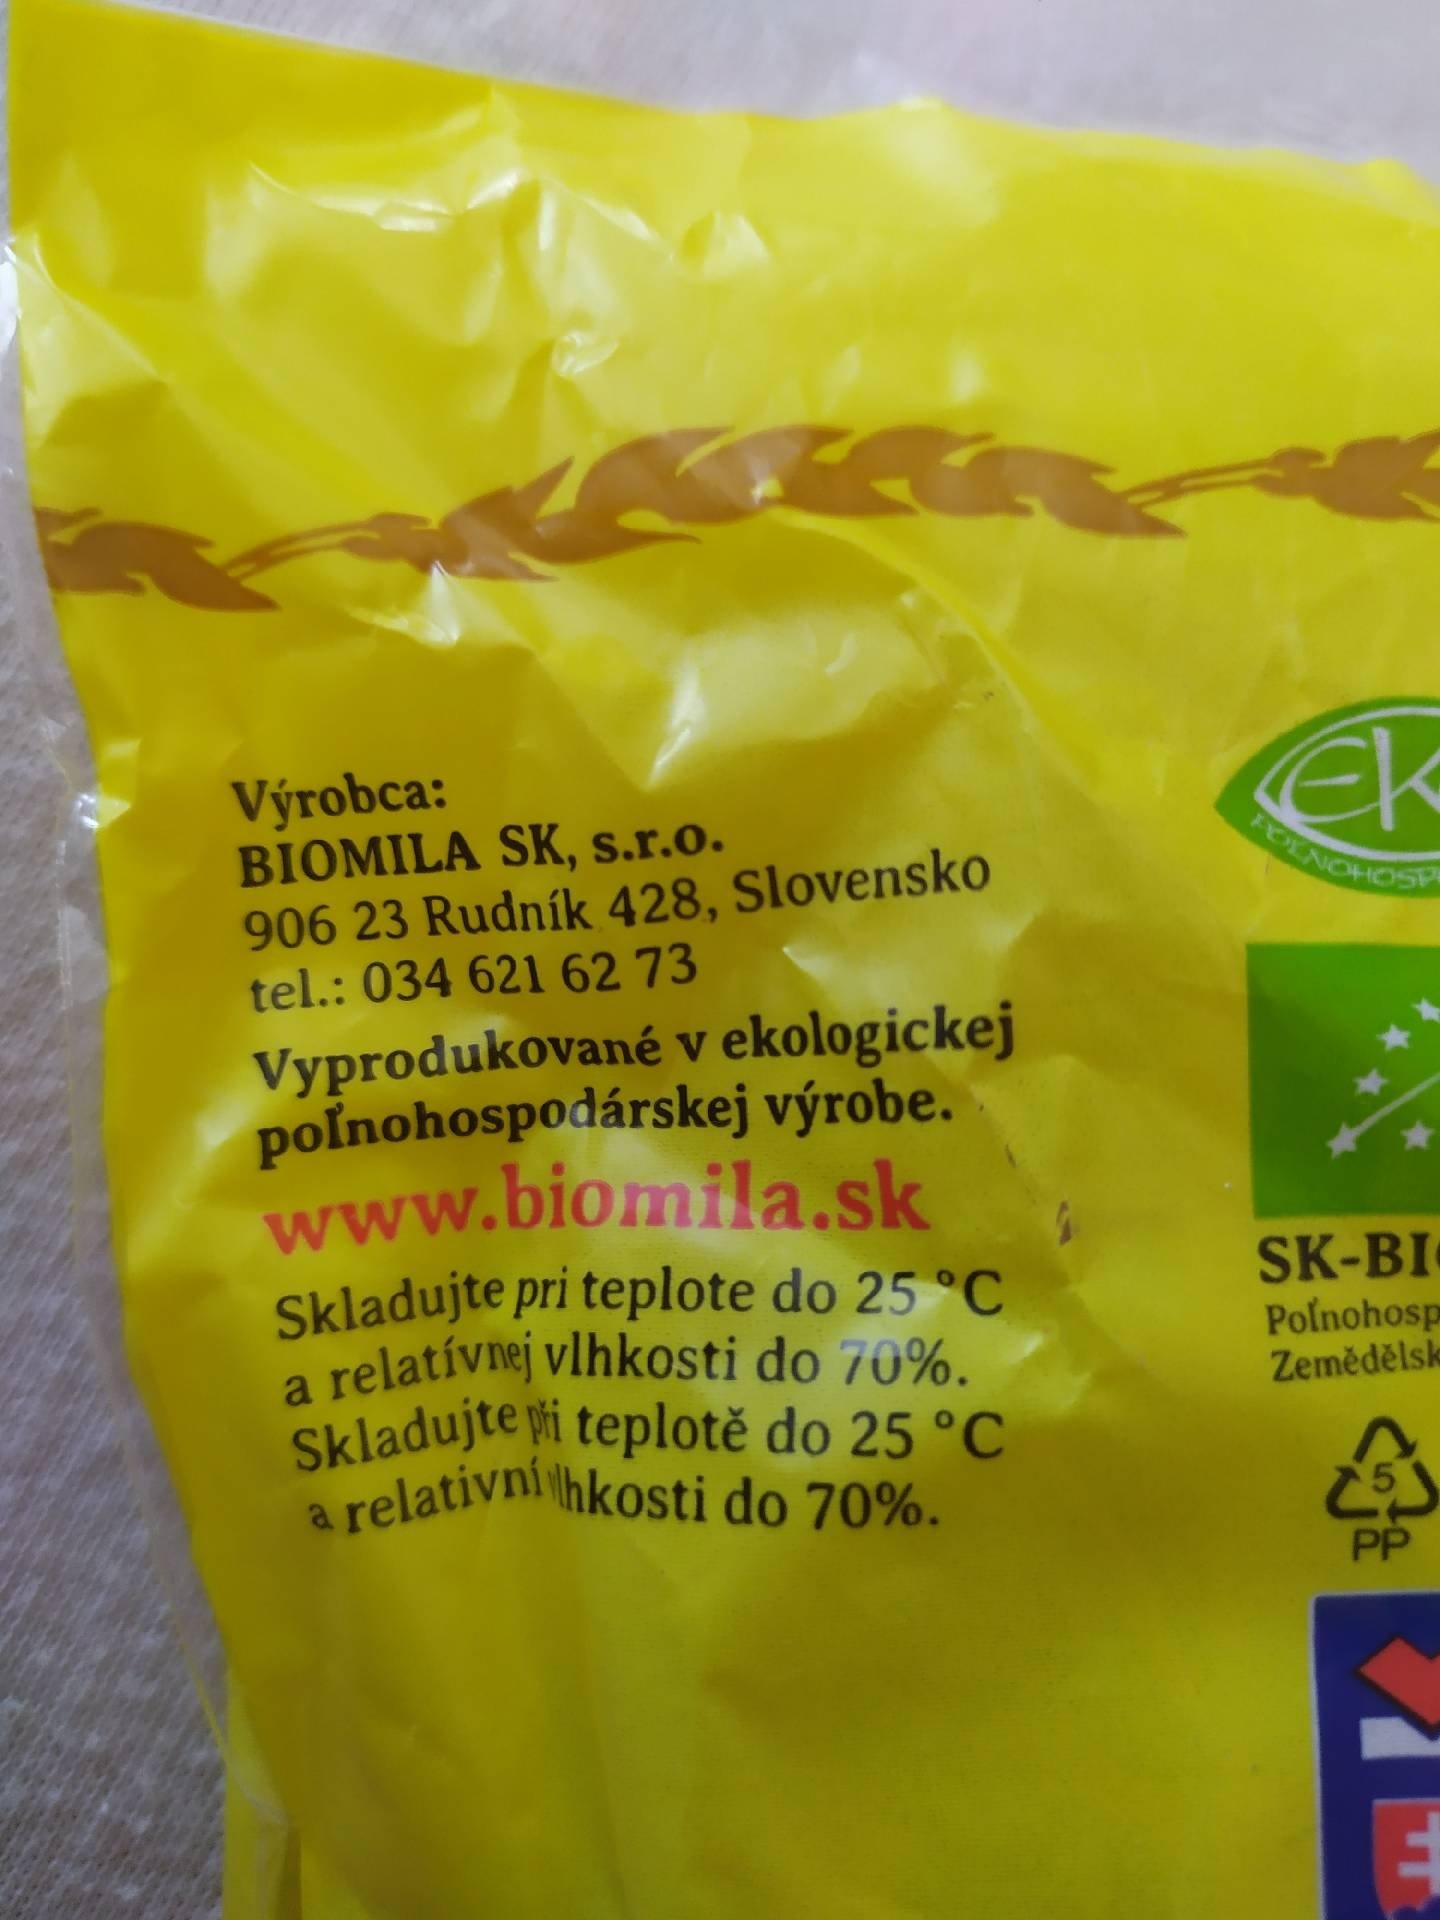 Výrobca:
BIOMILA SK, s.r.o.
906 23 Rudník 428, Slovensko
tel.: 034 621 62 73
Vyprodukované v ekologickej
poľnohospodárskej výrobe.
www.biomila.sk
Skladujte pri teplote do 25 °C
a relatívnej vlhkosti do 70%.
Skladujte při teplotě do 25 °C
a relativní vlhkosti do 70%.
SK-BI
5
PP